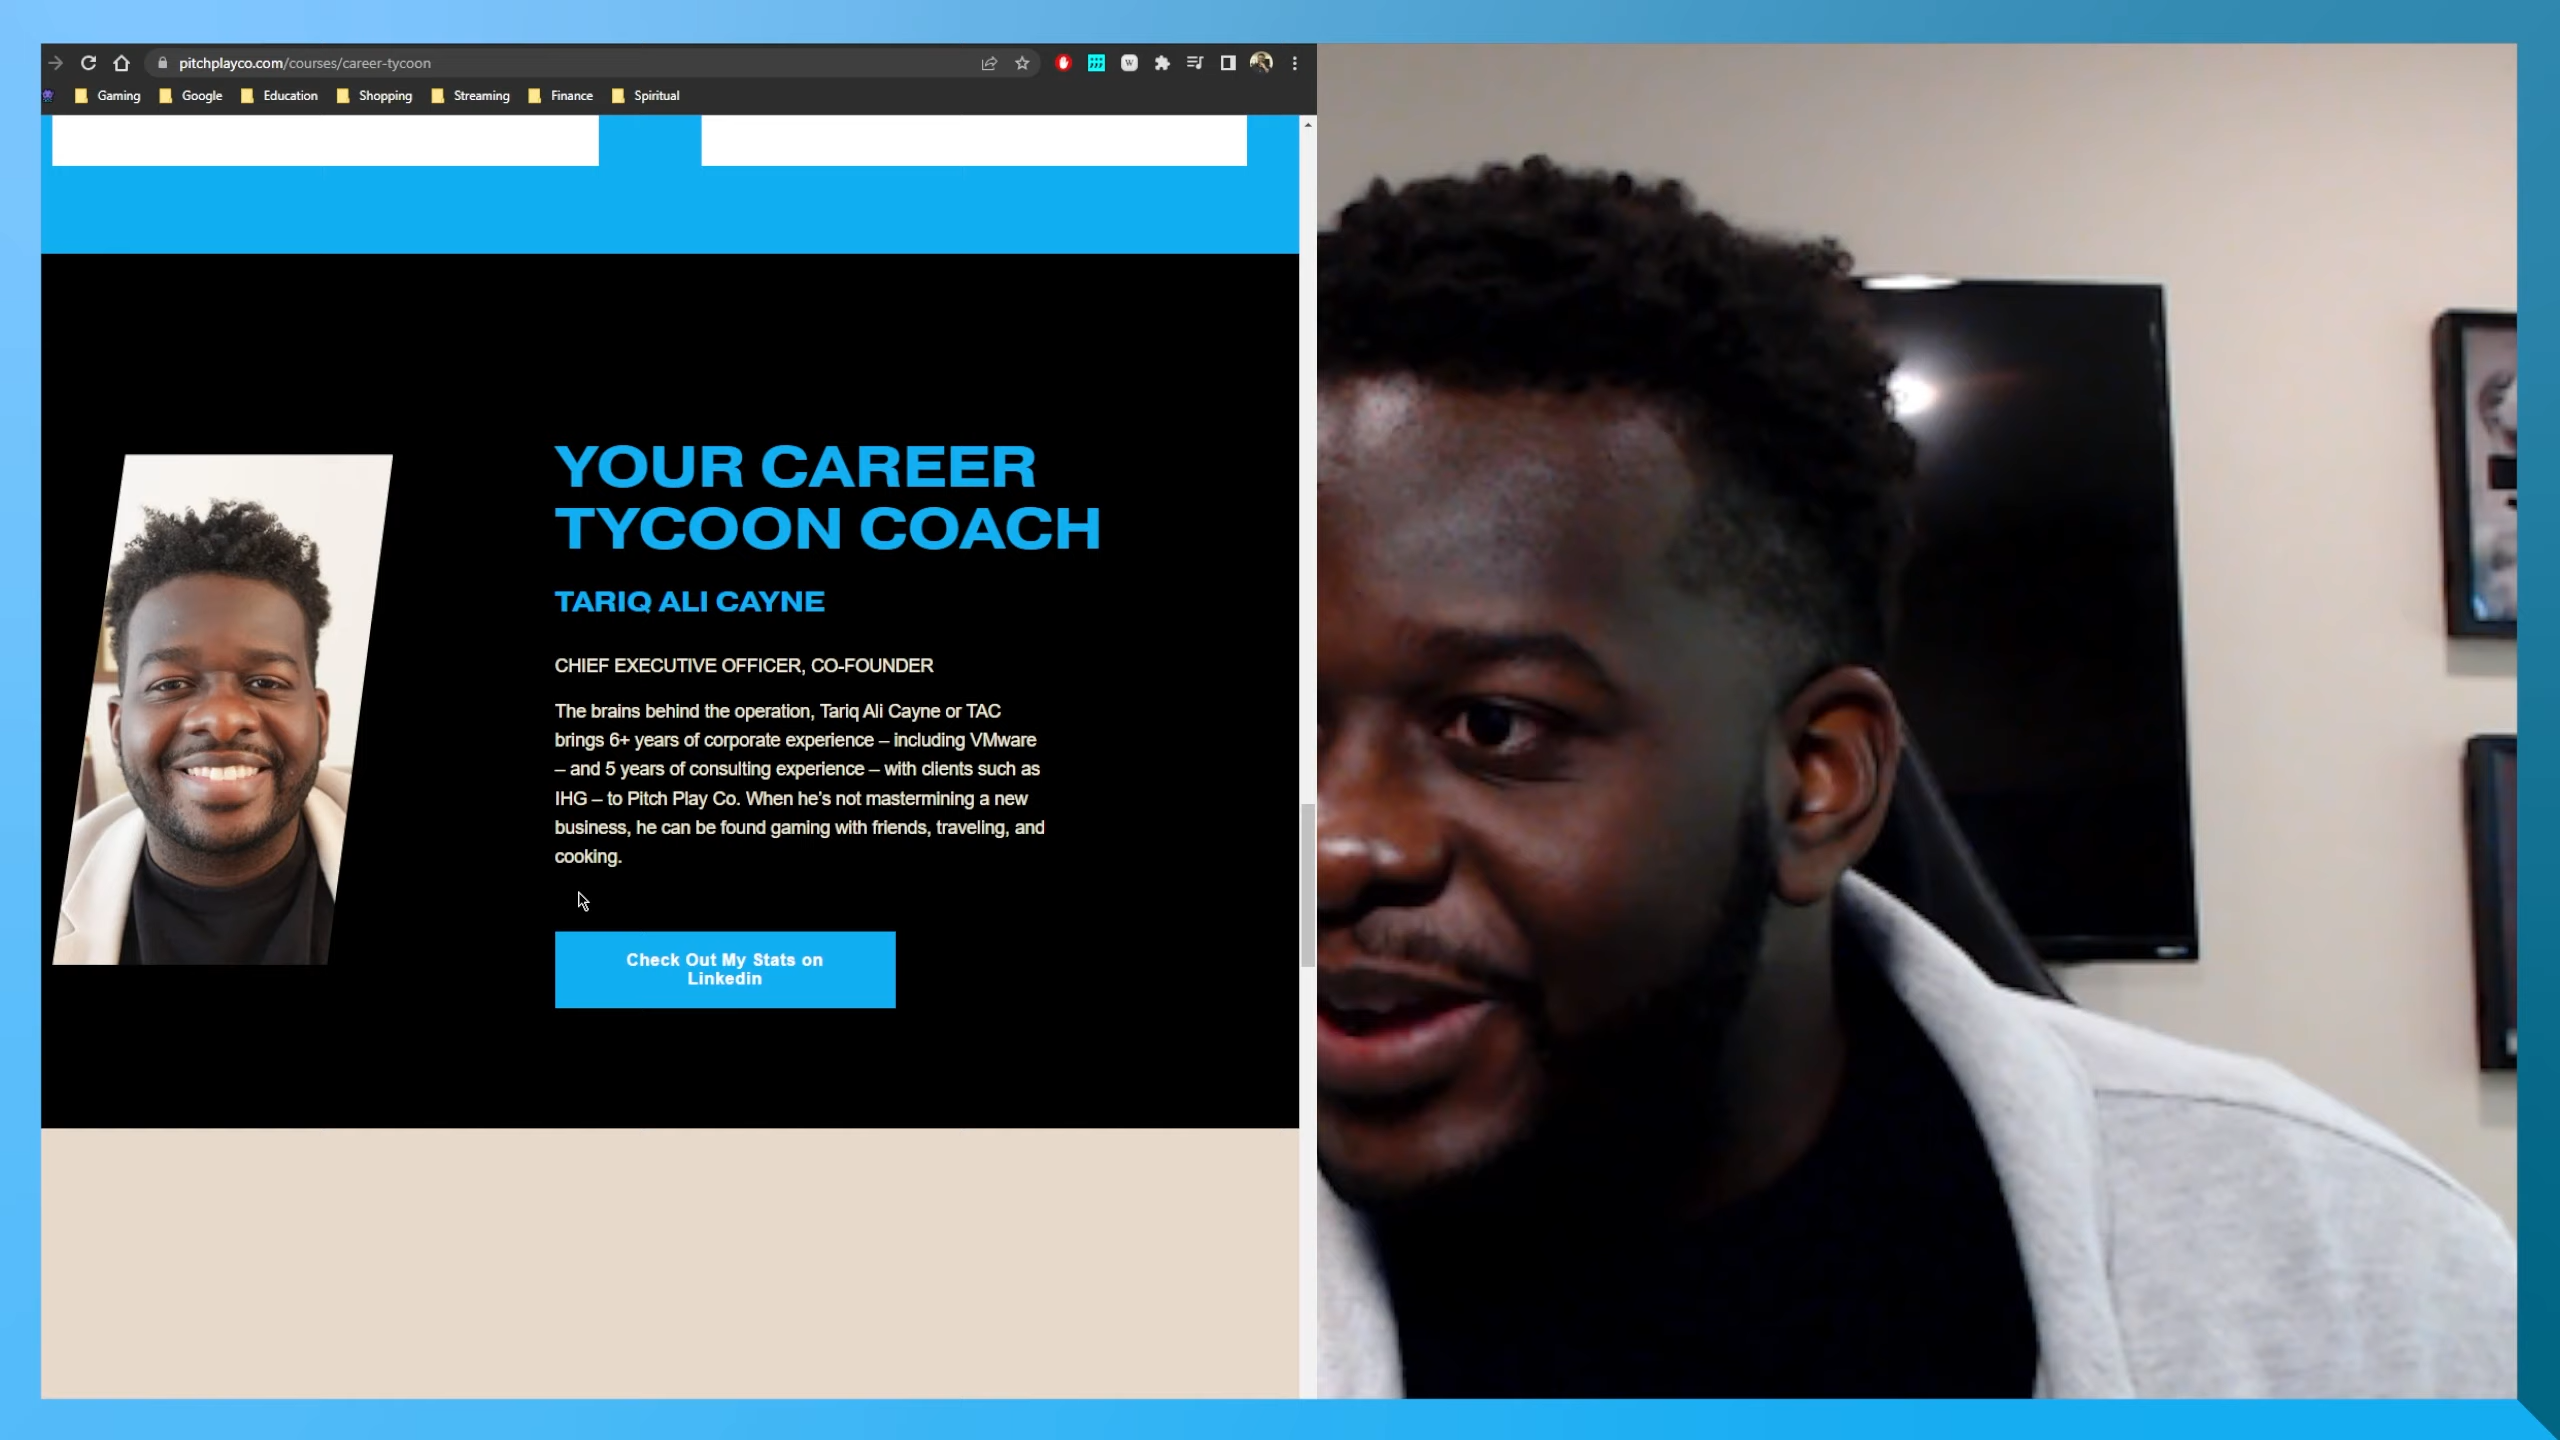 pitchplayco.com/courses/career-tycoon
Gaming Google Education Shopping Streaming Finance Spiritual
YOUR CAREER
TYCOON COACH
TARIQ ALI CAYNE
CHIEF EXECUTIVE OFFICER, CO-FOUNDER
The brains behind the operation, Tariq Ali Cayne or TAC
brings 6+ years of corporate experience – including VMware
– and 5 years of consulting experience – with clients such as
IHG – to Pitch Play Co. When he's not mastermining a new
business, he can be found gaming with friends, traveling, and
cooking.
Check Out My Stats on
Linkedin